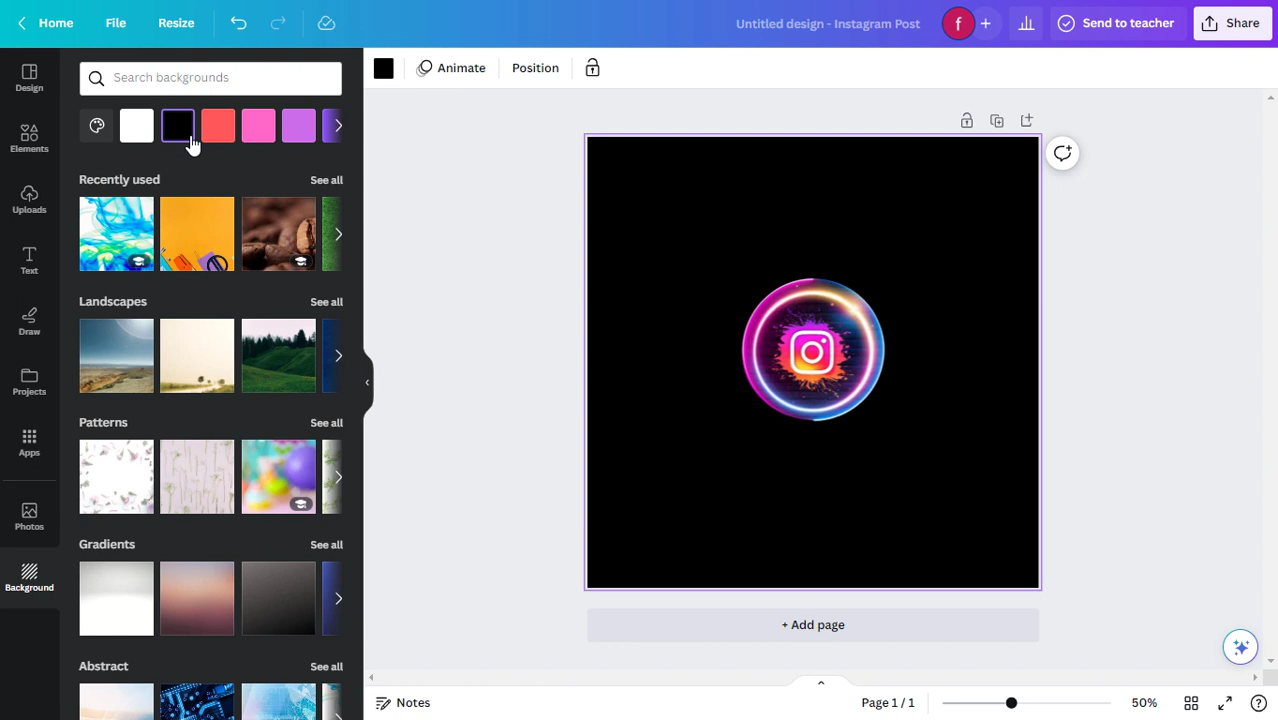 Home File Resize Untitled design - Instagram Post f + Send to teacher Share
Design
Elements
Uploads
Text
Draw
Projects
Apps
Photos
Background
Search backgrounds
Recently used See all
Landscapes See all
Patterns See all
Gradients See all
Abstract See all
Animate Position
+ Add page
Notes Page 1 / 1 50%